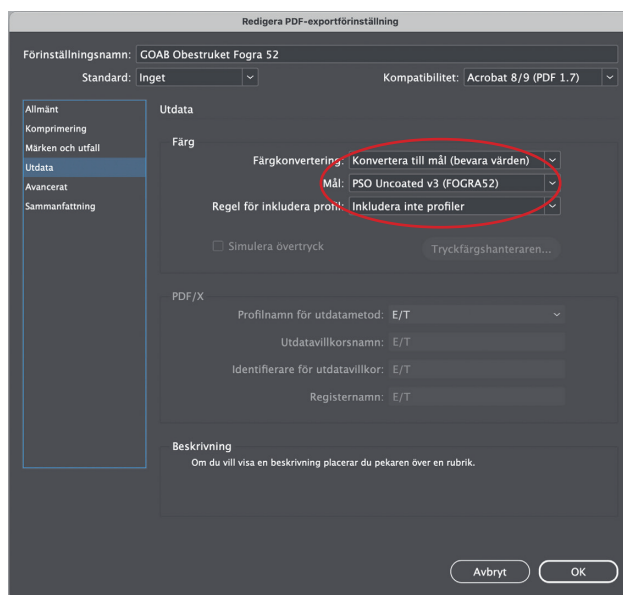 Redigera PDF-exportförinställning
Förinställningsnamn: GOAB Obestruket Fogra 52
Standard: Inget Kompatibilitet: Acrobat 8/9 (PDF 1.7)
Allmänt
Komprimering
Märken och utfall
Utdata
Avancerat
Sammanfattning
Utdata
Färg
Färgkonvertering: Konvertera till mål (bevara värden)
Mål: PSO Uncoated v3 (FOGRA52)
Regel för inkludera profil: Inkludera inte profiler
Simulera övertryck Tryckfärgshanteraren...
PDF/X
Profilnamn för utdatametod: E/T
Utdatavillkorsnamn: E/T
Identifierare för utdatavillkor: E/T
Registernamn: E/T
Beskrivning
Om du vill visa en beskrivning placerar du pekaren över en rubrik.
Avbryt OK